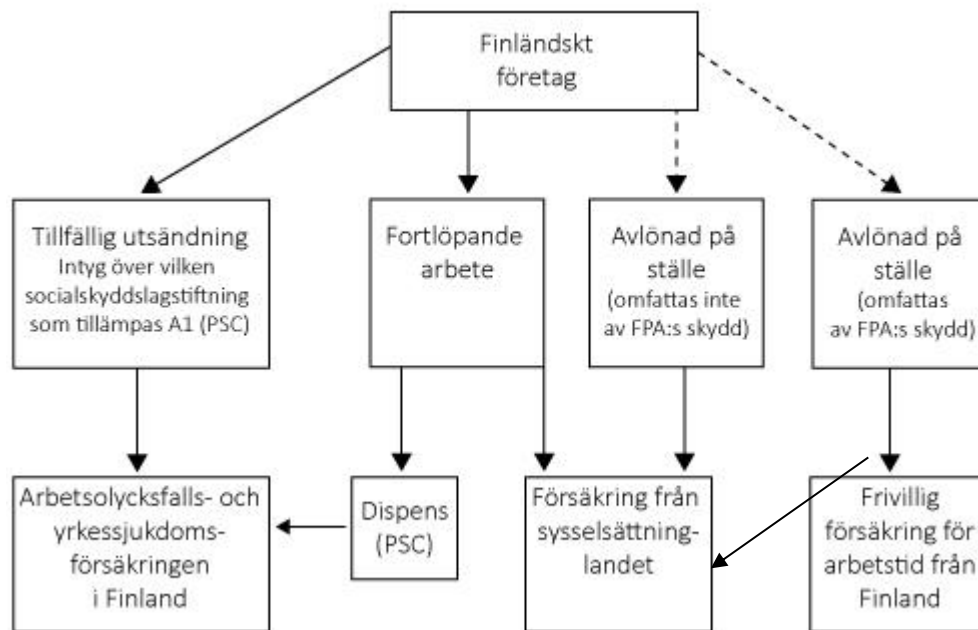 Finländskt
företag
Tillfällig utsändning
Intyg över vilken
socialskyddslagstiftning
som tillämpas A1 (PSC)
Fortlöpande
arbete
Avlönad på
ställe
(omfattas inte
av FPA:s skydd)
Avlönad på
ställe
(omfattas
av FPA:s skydd)
Arbetsolycksfalls- och
yrkessjukdoms-
försäkringen
i Finland
Dispens
(PSC)
Försäkring från
sysselsättning-
landet
Frivillig
försäkring för
arbetstid från
Finland